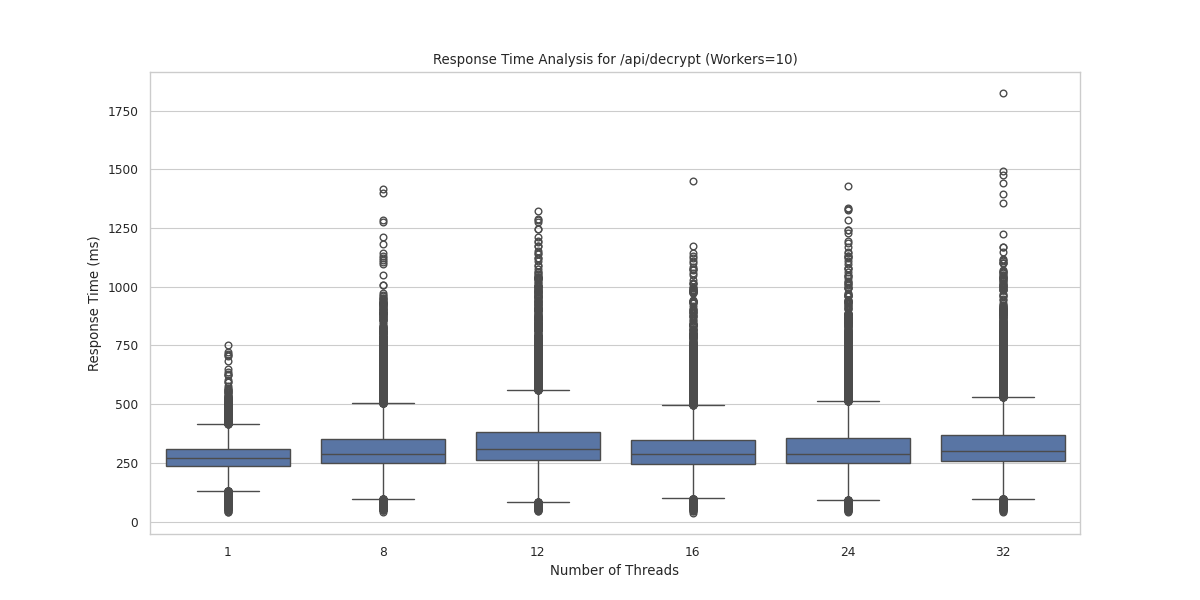 Response Time Analysis for /api/decrypt (Workers=10)
Response Time (ms)
1750
1500
1250
1000
750
500
250
0
1 8 12 16 24 32
Number of Threads